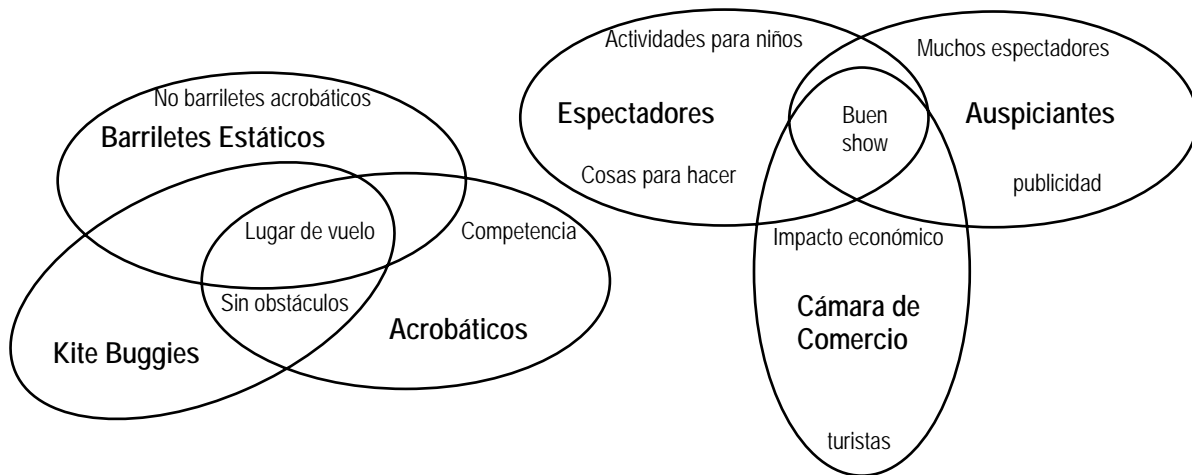 No barriletes acrobáticos
Barriletes Estáticos
Lugar de vuelo
Competencia
Sin obstáculos
Acrobáticos
Kite Buggies
Actividades para niños
Muchos espectadores
Espectadores
Buen
show
Auspiciantes
Cosas para hacer
publicidad
Impacto económico
Cámara de
Comercio
turistas